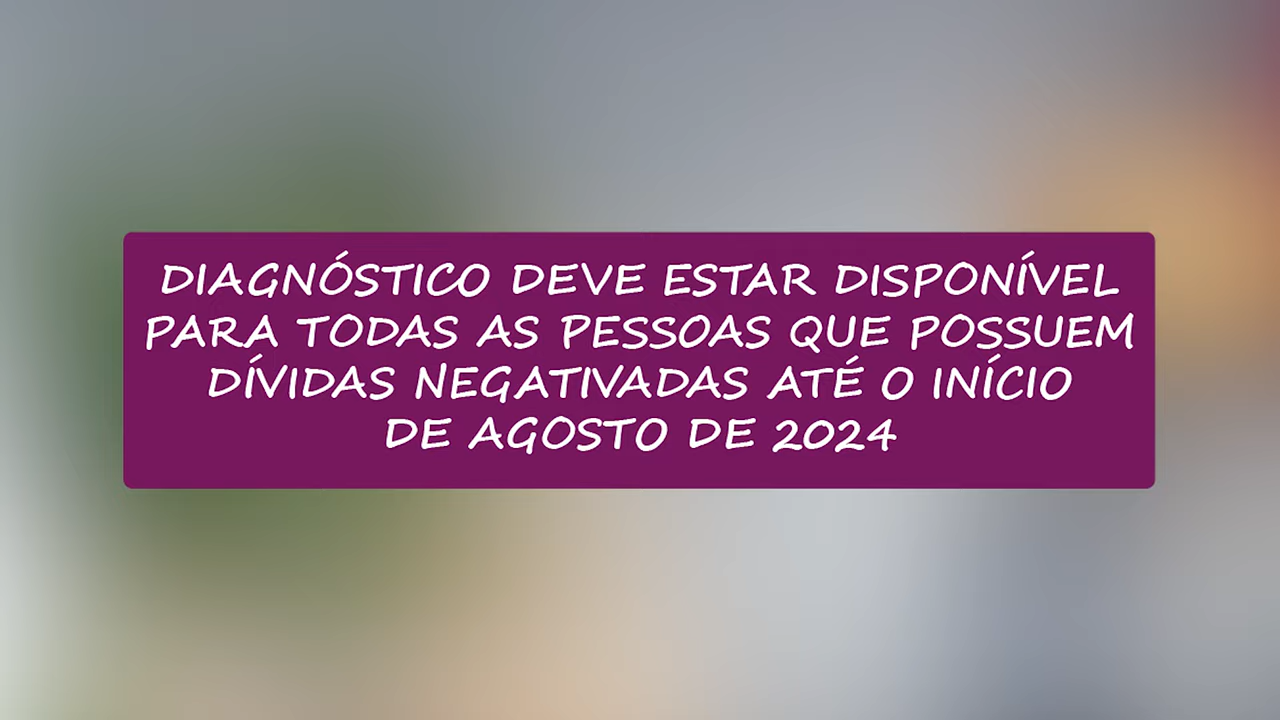 DIAGNÓSTICO DEVE ESTAR DISPONÍVEL
PARA TODAS AS PESSOAS QUE POSSUEM
DÍVIDAS NEGATIVADAS ATÉ O INÍCIO
DE AGOSTO DE 2024